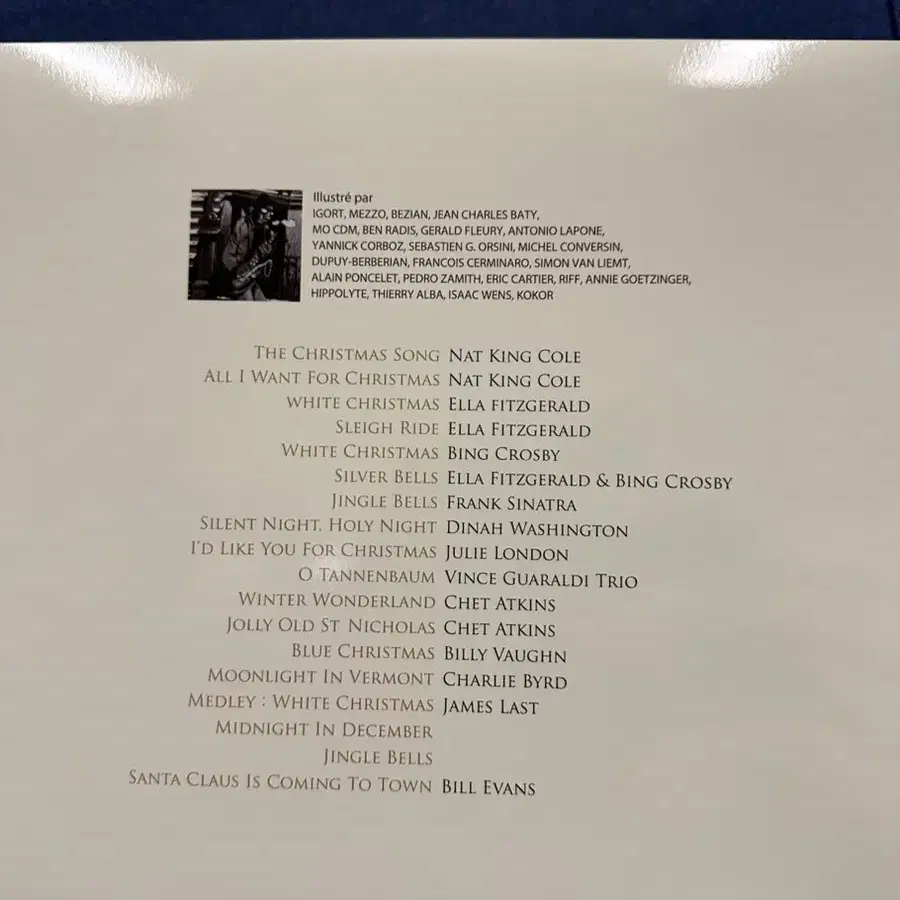 Illustré par
IGORT, MEZZO, BEZIAN, JEAN CHARLES BATY,
MO CDM, BEN RADIS, GERALD FLEURY, ANTONIO LAPONE,
YANNICK CORBOZ, SEBASTIEN G. ORSINI, MICHEL CONVERSIN,
DUPUY-BERBERIAN, FRANCOIS CERMINARO, SIMON VAN LIEMT,
ALAIN PONCELET, PEDRO ZAMITH, ERIC CARTIER, RIFF, ANNIE GOETZINGER,
HIPPOLYTE, THIERRY ALBA, ISAAC WENS, KOKOR
THE CHRISTMAS SONG NAT KING COLE
ALL I WANT FOR CHRISTMAS NAT KING COLE
WHITE CHRISTMAS ELLA FITZGERALD
SLEIGH RIDE ELLA FITZGERALD
WHITE CHRISTMAS BING CROSBY
SILVER BELLS ELLA FITZGERALD & BING CROSBY
JINGLE BELLS FRANK SINATRA
SILENT NIGHT, HOLY NIGHT DINAH WASHINGTON
I'D LIKE YOU FOR CHRISTMAS JULIE LONDON
O TANNENBAUM VINCE GUARALDI TRIO
WINTER WONDERLAND CHET ATKINS
JOLLY OLD ST NICHOLAS CHET ATKINS
BLUE CHRISTMAS BILLY VAUGHN
MOONLIGHT IN VERMONT CHARLIE BYRD
MEDLEY : WHITE CHRISTMAS JAMES LAST
MIDNIGHT IN DECEMBER
JINGLE BELLS
SANTA CLAUS IS COMING TO TOWN BILL EVANS